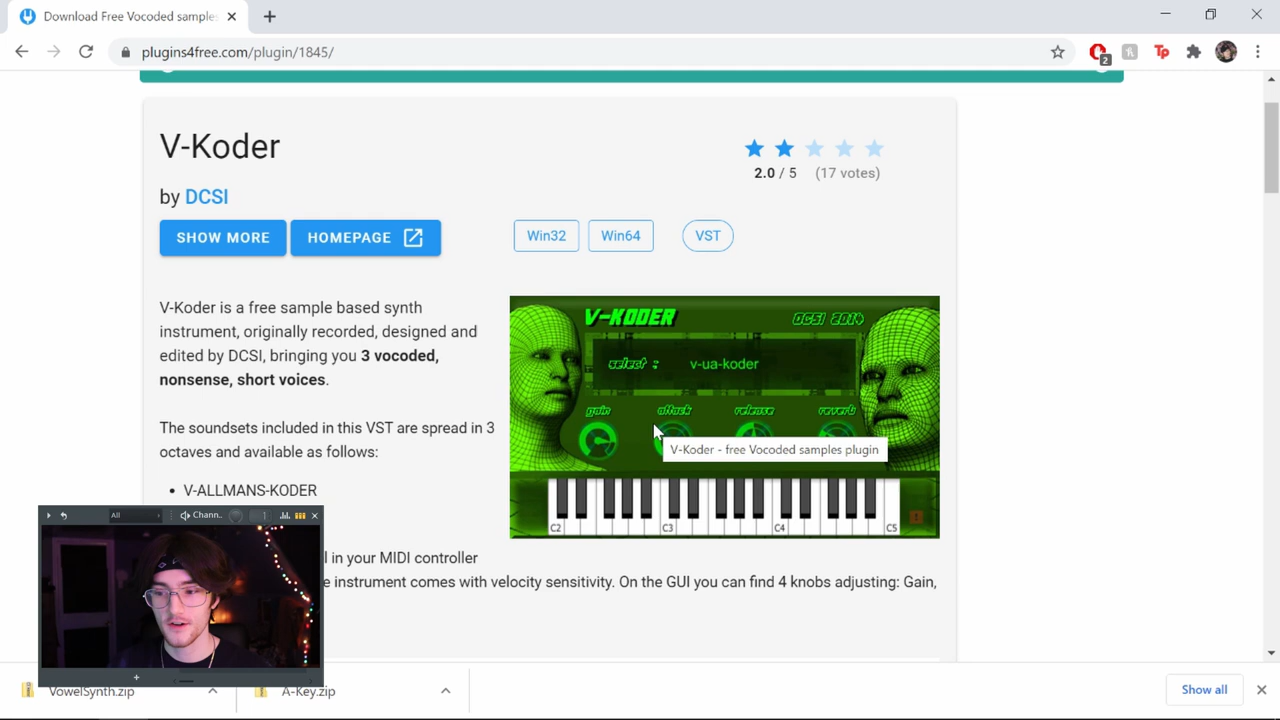 Download Free Vocoded samples
plugins4free.com/plugin/1845/
2
Tp
V-Koder
2.0 / 5 (17 votes)
by DCSI
SHOW MORE
HOMEPAGE
Win32
Win64
VST
V-Koder is a free sample based synth
instrument, originally recorded, designed and
edited by DCSI, bringing you 3 vocoded,
nonsense, short voices.
The soundsets included in this VST are spread in 3
octaves and available as follows:
• V-ALLMANS-KODER
l in your MIDI controller
e instrument comes with velocity sensitivity. On the GUI you can find 4 knobs adjusting: Gain,
V-KODER
DCSI 2014
select :
v-ua-koder
gain
attack
release
reverb
V-Koder - free Vocoded samples plugin
C2
C3
C4
C5
All
Chann..
1
VowelSynth.zip
A-Key.zip
Show all